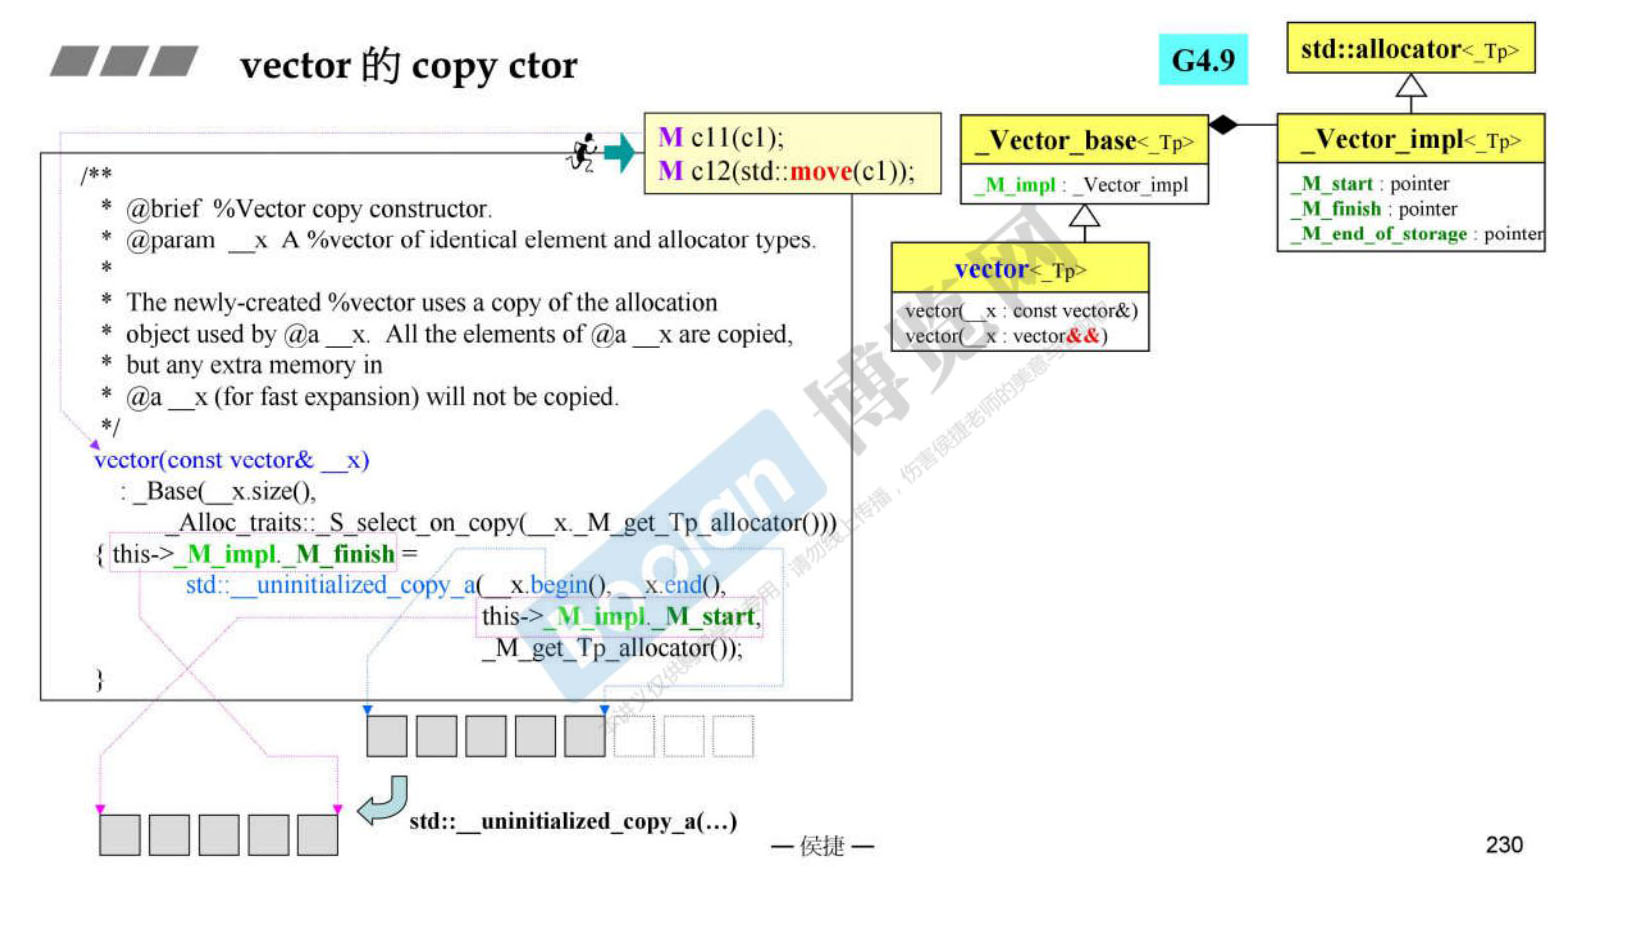 vector 的 copy ctor
G4.9
std::allocator<_Tp>
M c11(c1);
M c12(std::move(c1));
_Vector_base<_Tp>
_M_impl : _Vector_impl
_Vector_impl<_Tp>
_M_start : pointer
_M_finish : pointer
_M_end_of_storage : pointer
vector<_Tp>
vector(__x : const vector&)
vector(__x : vector&&)
/**
* @brief %Vector copy constructor.
* @param __x A %vector of identical element and allocator types.
*
* The newly-created %vector uses a copy of the allocation
* object used by @a __x. All the elements of @a __x are copied,
* but any extra memory in
* @a __x (for fast expansion) will not be copied.
*/
vector(const vector& __x)
: _Base(__x.size(),
_Alloc_traits::_S_select_on_copy(__x._M_get_Tp_allocator()))
{ this->_M_impl._M_finish =
std::__uninitialized_copy_a(__x.begin(), __x.end(),
this->_M_impl._M_start,
_M_get_Tp_allocator());
}
std::__uninitialized_copy_a(…)
— 侯捷 —
230
boolan 博览网